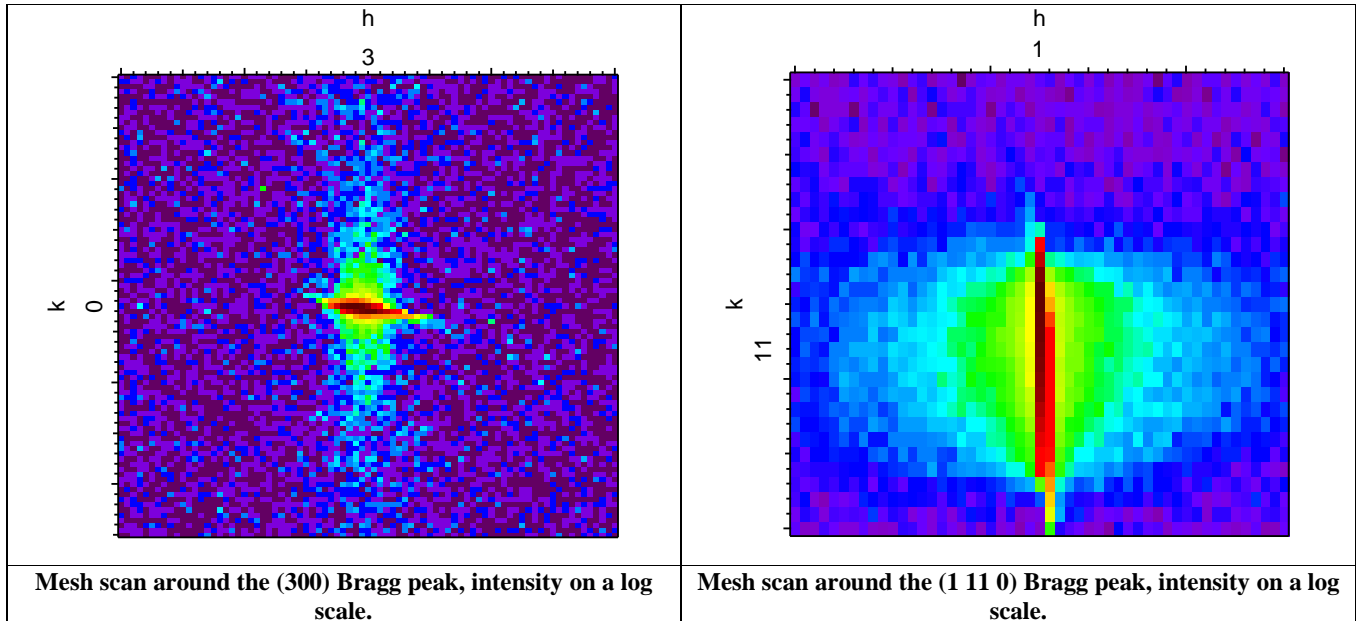 h
3
k
0
Mesh scan around the (300) Bragg peak, intensity on a log
scale.
h
1
k
11
Mesh scan around the (1 11 0) Bragg peak, intensity on a log
scale.